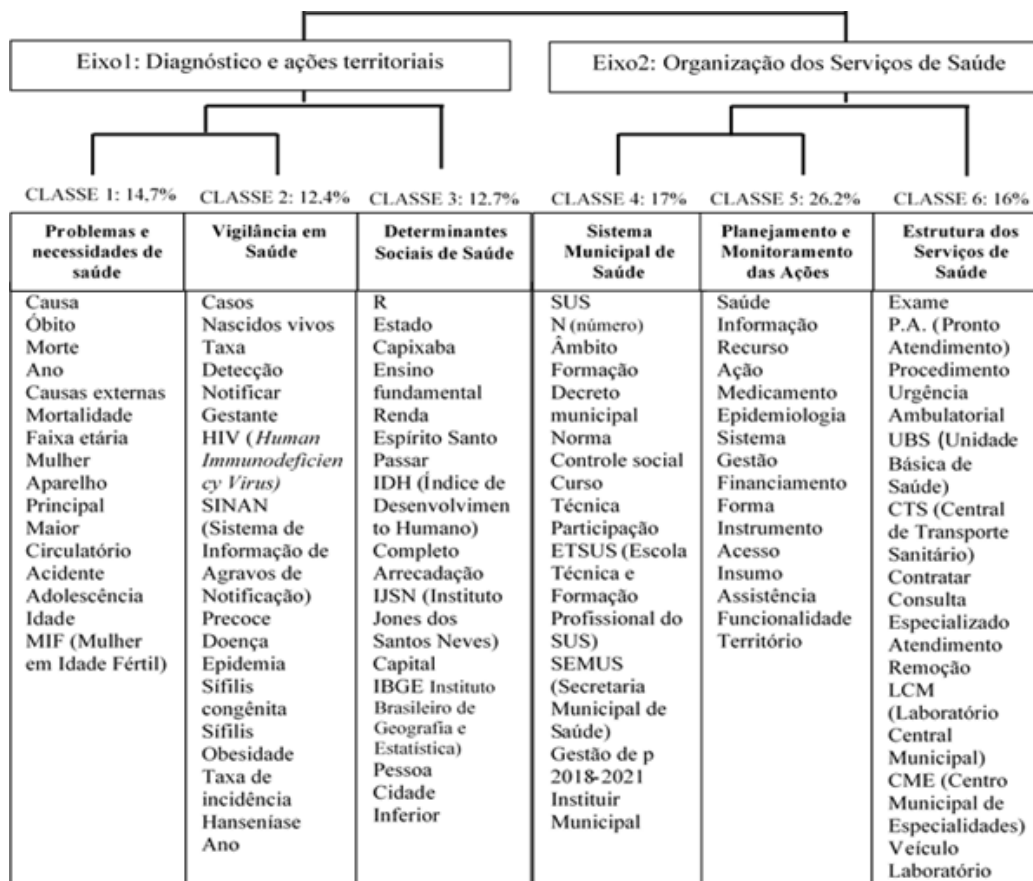 Eixo1: Diagnóstico e ações territoriais
Eixo2: Organização dos Serviços de Saúde
CLASSE 1: 14,7%
CLASSE 2: 12.4%
CLASSE 3: 12.7%
CLASSE 4: 17%
CLASSE 5: 26.2%
CLASSE 6: 16%
Problemas e
necessidades de
saúde
Vigilância em
Saúde
Determinantes
Sociais de Saúde
Sistema
Municipal de
Saúde
Planejamento e
Monitoramento
das Ações
Estrutura dos
Serviços de
Saúde
Causa
Óbito
Morte
Ano
Causas externas
Mortalidade
Faixa etária
Mulher
Aparelho
Principal
Maior
Circulatório
Acidente
Adolescência
Idade
MIF (Mulher
em Idade Fértil)
Casos
Nascidos vivos
Taxa
Detecção
Notificar
Gestante
HIV (Human
Immunodeficien
cy Virus)
SINAN
(Sistema de
Informação de
Agravos de
Notificação)
Precoce
Doença
Epidemia
Sífilis
congênita
Sífilis
Obesidade
Taxa de
incidência
Hanseníase
Ano
R
Estado
Capixaba
Ensino
fundamental
Renda
Espírito Santo
Passar
IDH (Índice de
Desenvolvimen
to Humano)
Completo
Arrecadação
IJSN (Instituto
Jones dos
Santos Neves)
Capital
IBGE Instituto
Brasileiro de
Geografia e
Estatística)
Pessoa
Cidade
Inferior
SUS
N (número)
Âmbito
Formação
Decreto
municipal
Norma
Controle social
Curso
Técnica
Participação
ETSUS (Escola
Técnica e
Formação
Profissional do
SUS)
SEMUS
(Secretaria
Municipal de
Saúde)
Gestão de p
2018-2021
Instituir
Municipal
Saúde
Informação
Recurso
Ação
Medicamento
Epidemiologia
Sistema
Gestão
Financiamento
Forma
Instrumento
Acesso
Insumo
Assistência
Funcionalidade
Território
Exame
P.A. (Pronto
Atendimento)
Procedimento
Urgência
Ambulatorial
UBS (Unidade
Básica de
Saúde)
CTS (Central
de Transporte
Sanitário)
Contratar
Consulta
Especializado
Atendimento
Remoção
LCM
(Laboratório
Central
Municipal)
CME (Centro
Municipal de
Especialidades)
Veículo
Laboratório